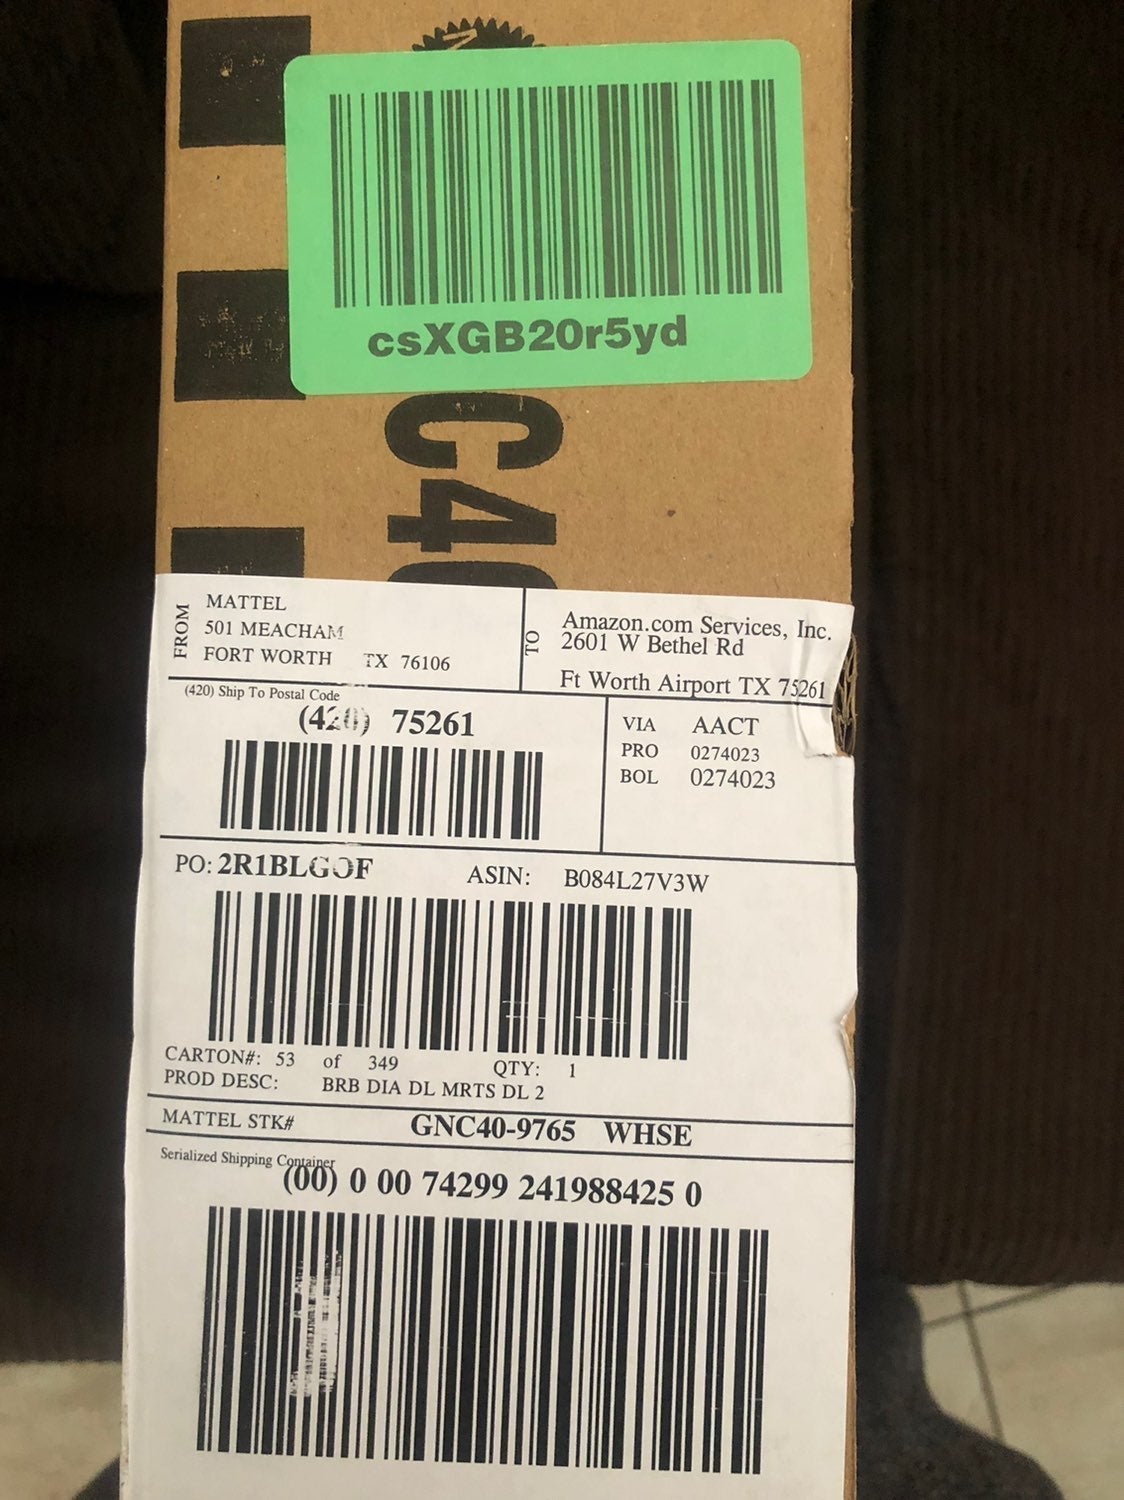 csXGB20r5yd
C4
FROM
MATTEL
501 MEACHAM
FORT WORTH TX 76106
TO
Amazon.com Services, Inc.
2601 W Bethel Rd
Ft Worth Airport TX 75261
(420) Ship To Postal Code
(420) 75261
VIA AACT
PRO 0274023
BOL 0274023
PO: 2R1BLGOF ASIN: B084L27V3W
CARTON#: 53 of 349 QTY: 1
PROD DESC: BRB DIA DL MRTS DL 2
MATTEL STK# GNC40-9765 WHSE
Serialized Shipping Container
(00) 0 00 74299 241988425 0